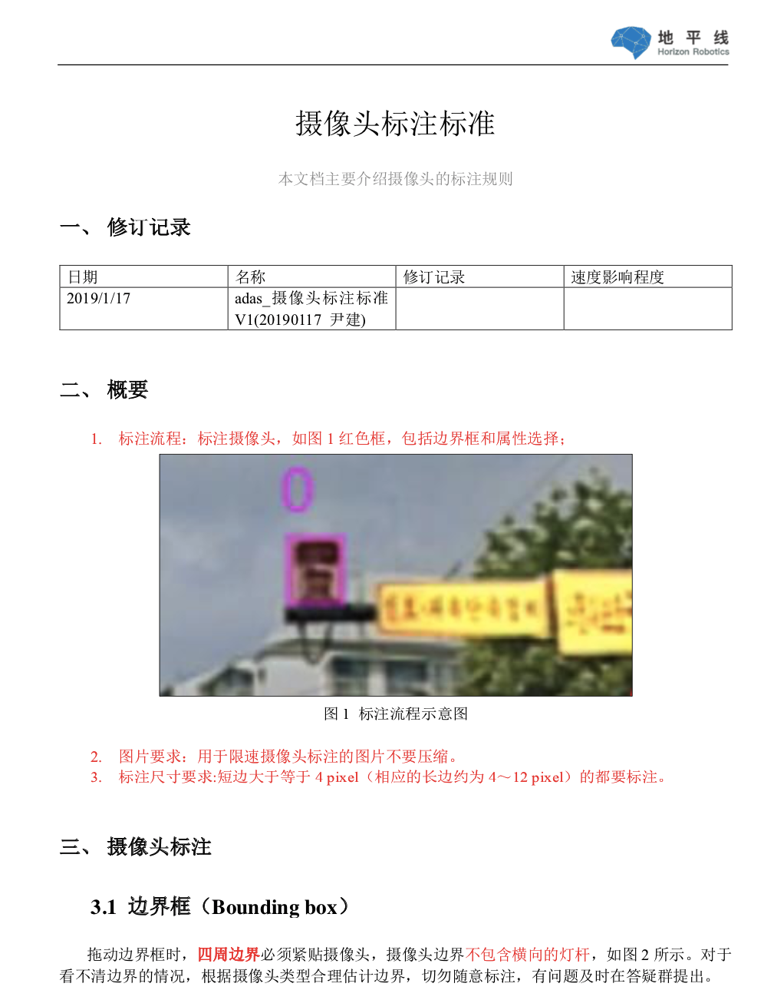 地平线
Horizon Robotics
摄像头标注标准
本文档主要介绍摄像头的标注规则
一、 修订记录
日期 名称 修订记录 速度影响程度
2019/1/17 adas_摄像头标注标准
V1(20190117 尹建)
二、 概要
1. 标注流程：标注摄像头，如图 1 红色框，包括边界框和属性选择；
0
图 1 标注流程示意图
2. 图片要求：用于限速摄像头标注的图片不要压缩。
3. 标注尺寸要求:短边大于等于 4 pixel（相应的长边约为 4～12 pixel）的都要标注。
三、 摄像头标注
3.1 边界框（Bounding box）
拖动边界框时，四周边界必须紧贴摄像头，摄像头边界不包含横向的灯杆，如图 2 所示。对于
看不清边界的情况，根据摄像头类型合理估计边界，切勿随意标注，有问题及时在答疑群提出。